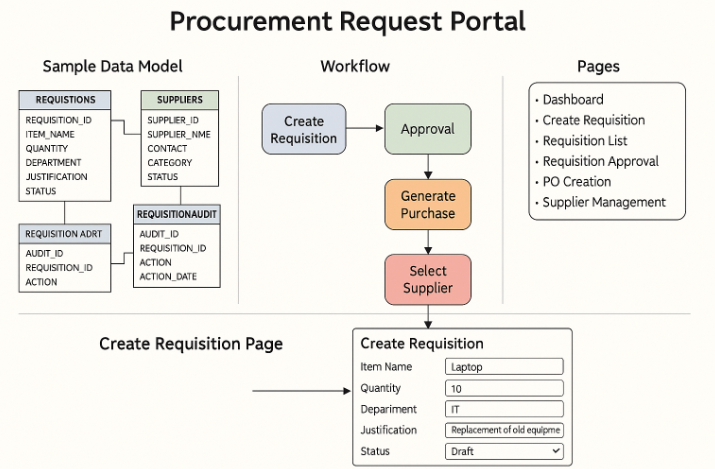 Procurement Request Portal
Sample Data Model
REQUISTIONS
REQUISITION_ID
ITEM_NAME
QUANTITY
DEPARTMENT
JUSTIFICATION
STATUS
SUPPLIERS
SUPPLIER_ID
SUPPLIER_NME
CONTACT
CATEGORY
STATUS
REQUISITION ADRT
AUDIT_ID
REQUISITION_ID
ACTION
REQUISITIONAUDIT
AUDIT_ID
REQUISITION_ID
ACTION
ACTION_DATE
Workflow
Create
Requisition
Approval
Generate
Purchase
Select
Supplier
Pages
• Dashboard
• Create Requisition
• Requisition List
• Requisition Approval
• PO Creation
• Supplier Management
Create Requisition Page
Create Requisition
Item Name Laptop
Quantity 10
Depariment IT
Justification Replacement of old equipme
Status Draft